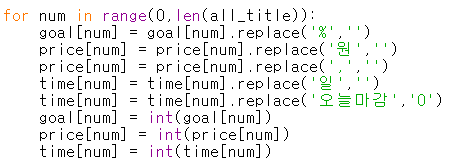 for num in range(0,len(all_title)):
    goal[num] = goal[num].replace('%','')
    price[num] = price[num].replace('원','')
    price[num] = price[num].replace(',','')
    time[num] = time[num].replace('일','')
    time[num] = time[num].replace('오늘마감','0')
    goal[num] = int(goal[num])
    price[num] = int(price[num])
    time[num] = int(time[num])